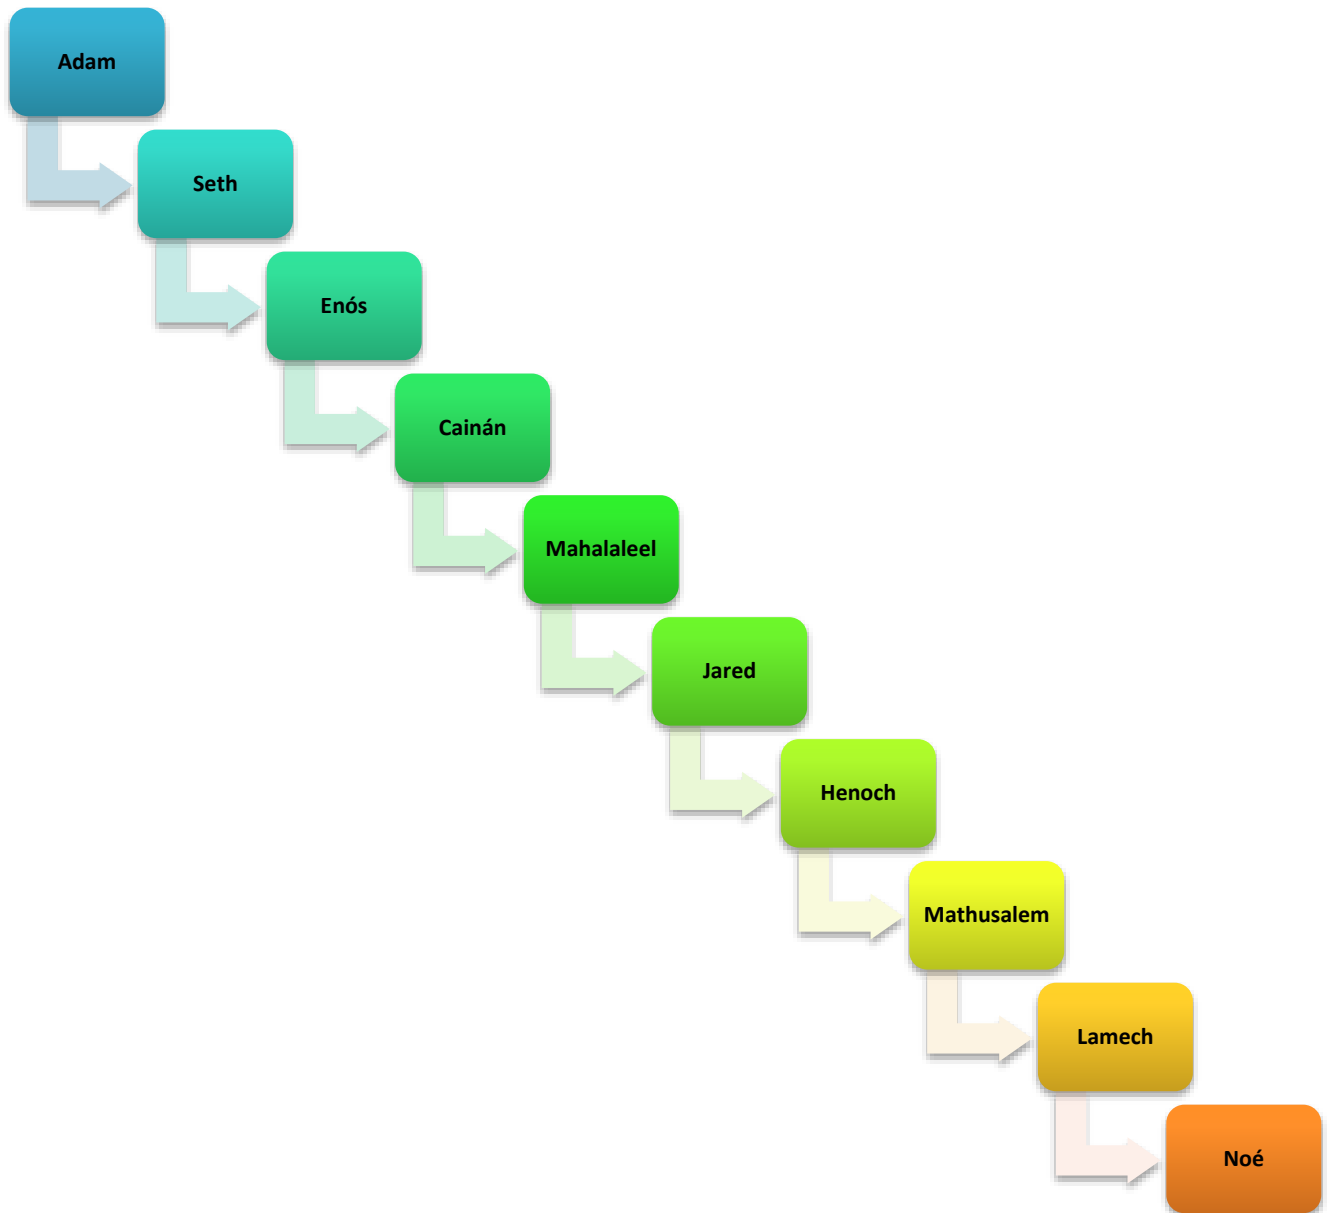 Adam
Seth
Enós
Cainán
Mahalaleel
Jared
Henoch
Mathusalem
Lamech
Noé